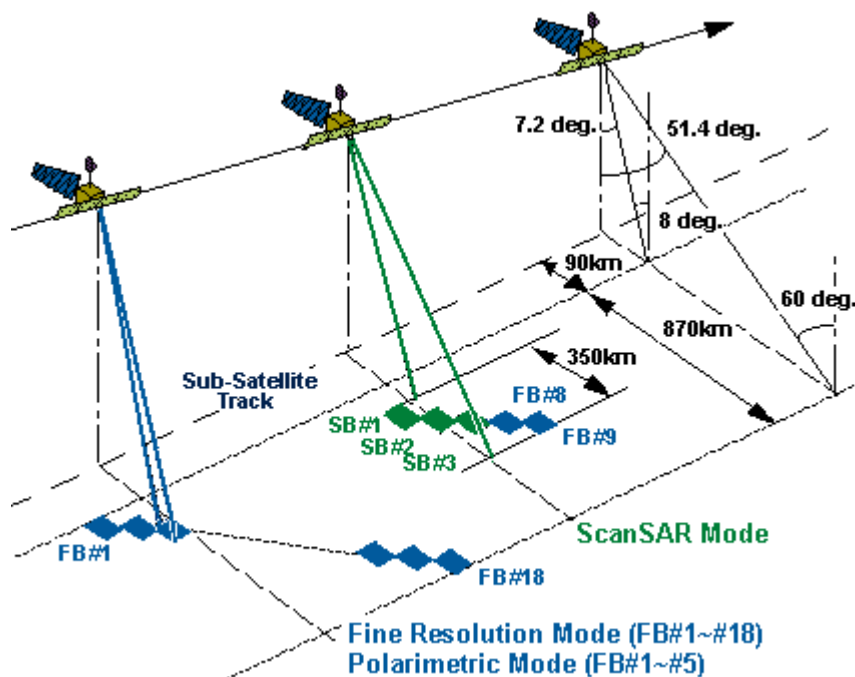 7.2 deg.
51.4 deg.
8 deg.
90km
60 deg.
870km
350km
Sub-Satellite
Track
FB#8
SB#1
SB#2
FB#9
SB#3
ScanSAR Mode
FB#1
FB#18
Fine Resolution Mode (FB#1~#18)
Polarimetric Mode (FB#1~#5)